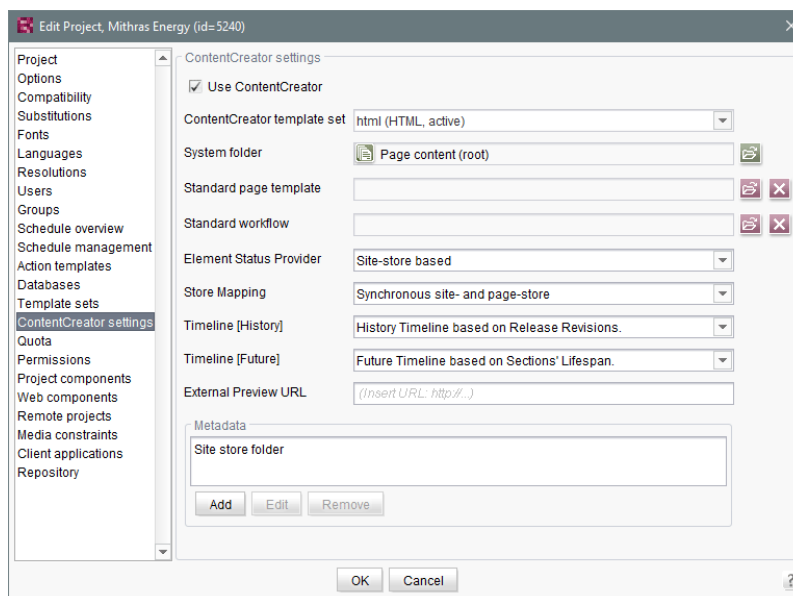 Edit Project, Mithras Energy (id=5240)
Project
Options
Compatibility
Substitutions
Fonts
Languages
Resolutions
Users
Groups
Schedule overview
Schedule management
Action templates
Databases
Template sets
ContentCreator settings
Quota
Permissions
Project components
Web components
Remote projects
Media constraints
Client applications
Repository
ContentCreator settings
Use ContentCreator
ContentCreator template set html (HTML, active)
System folder Page content (root)
Standard page template
Standard workflow
Element Status Provider Site-store based
Store Mapping Synchronous site- and page-store
Timeline [History] History Timeline based on Release Revisions.
Timeline [Future] Future Timeline based on Sections' Lifespan.
External Preview URL (Insert URL: http://...)
Metadata
Site store folder
Add Edit Remove
OK Cancel ?